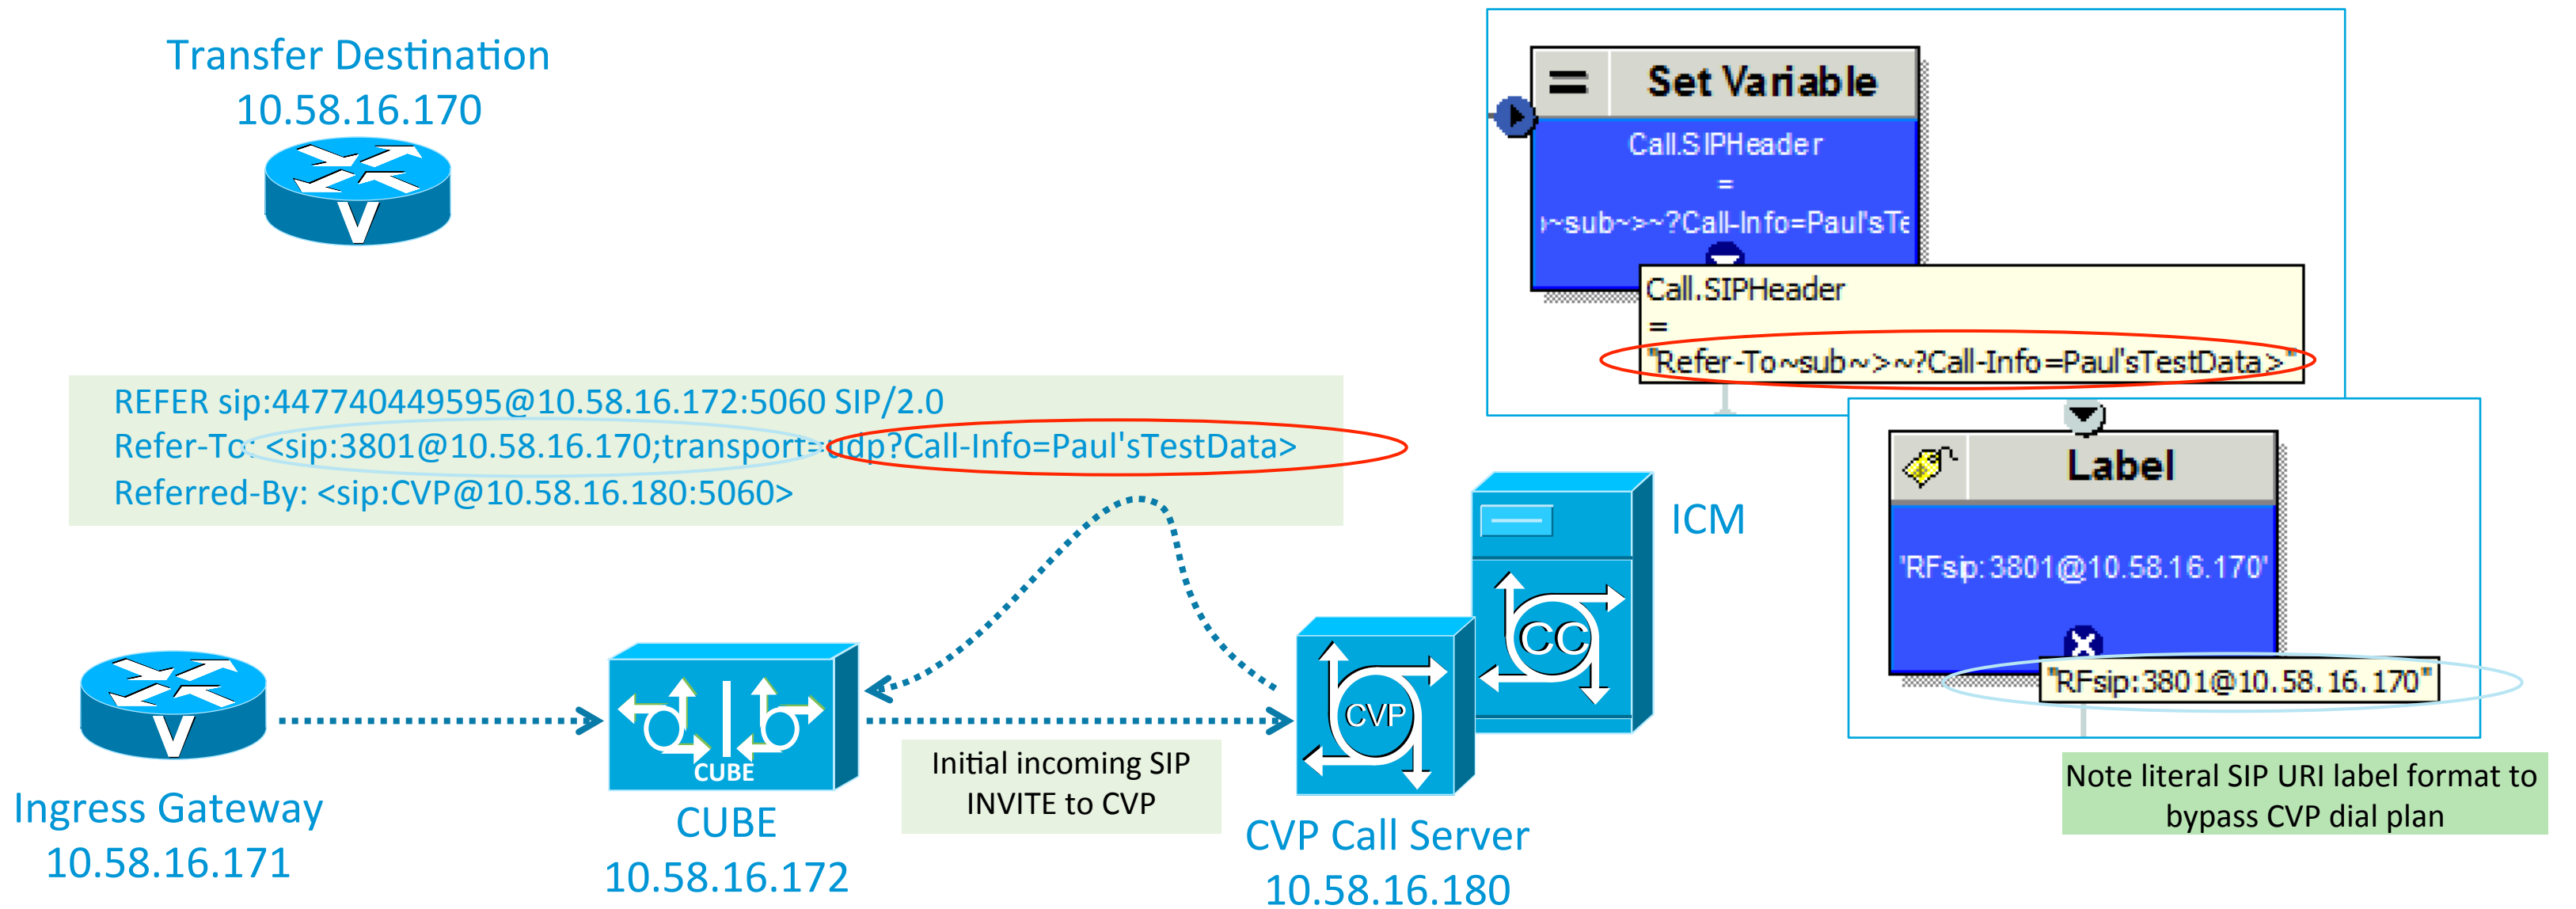 Transfer Destination
10.58.16.170
V
Set Variable
Call.SIPHeader
=
~sub~>~?Call-Info=Paul'sTe
Call.SIPHeader
=
"Refer-To~sub~>~?Call-Info=Paul'sTestData>"
REFER sip:447740449595@10.58.16.172:5060 SIP/2.0
Refer-To: <sip:3801@10.58.16.170;transport=udp?Call-Info=Paul'sTestData>
Referred-By: <sip:CVP@10.58.16.180:5060>
Label
'RFsip:3801@10.58.16.170'
"RFsip:3801@10.58.16.170"
Note literal SIP URI label format to
bypass CVP dial plan
ICM
CC
CVP
CVP Call Server
10.58.16.180
V
Ingress Gateway
10.58.16.171
CUBE
CUBE
10.58.16.172
Initial incoming SIP
INVITE to CVP